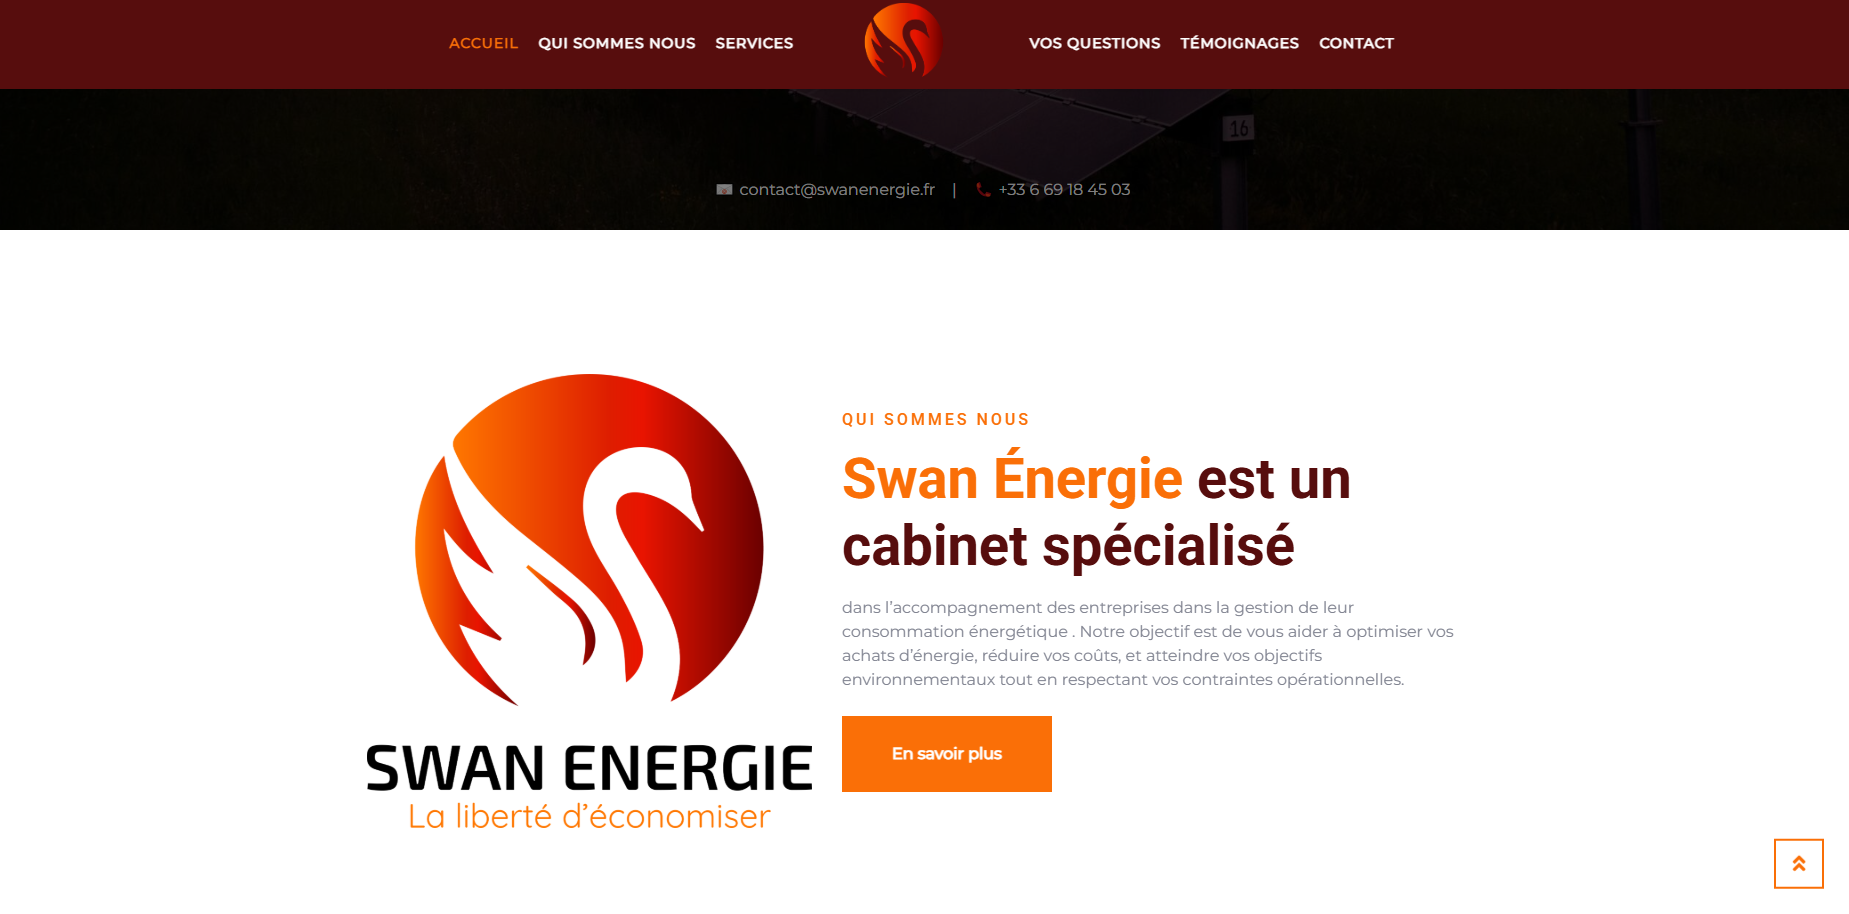 ACCUEIL QUI SOMMES NOUS SERVICES VOS QUESTIONS TÉMOIGNAGES CONTACT
16
contact@swanenergie.fr | +33 6 69 18 45 03
QUI SOMMES NOUS
Swan Énergie est un
cabinet spécialisé
dans l’accompagnement des entreprises dans la gestion de leur
consommation énergétique . Notre objectif est de vous aider à optimiser vos
achats d’énergie, réduire vos coûts, et atteindre vos objectifs
environnementaux tout en respectant vos contraintes opérationnelles.
En savoir plus
SWAN ENERGIE
La liberté d’économiser